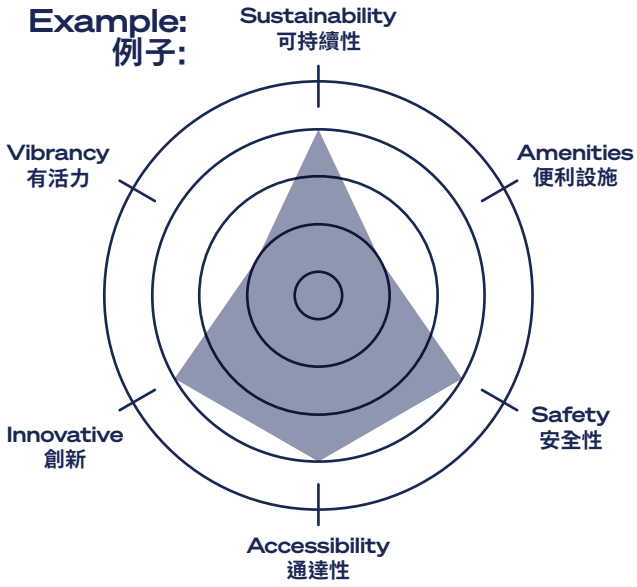 Example:
例子:
Sustainability
可持續性
Vibrancy
有活力
Amenities
便利設施
Innovative
創新
Safety
安全性
Accessibility
通達性